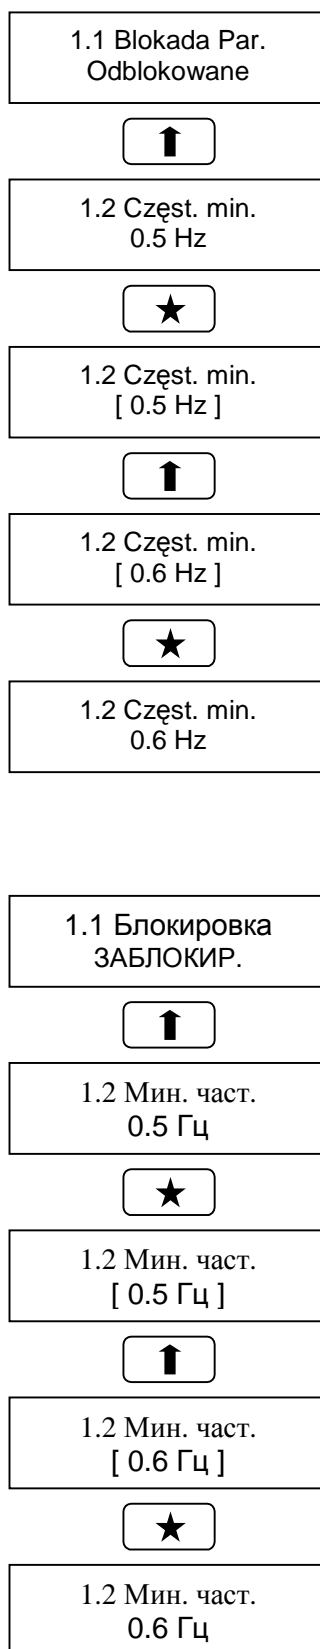 1.1 Blokada Par.
Odblokowane
1.2 Częst. min.
0.5 Hz
1.2 Częst. min.
[ 0.5 Hz ]
1.2 Częst. min.
[ 0.6 Hz ]
1.2 Częst. min.
0.6 Hz
1.1 Блокировка
ЗАБЛОКИР.
1.2 Мин. част.
0.5 Гц
1.2 Мин. част.
[ 0.5 Гц ]
1.2 Мин. част.
[ 0.6 Гц ]
1.2 Мин. част.
0.6 Гц